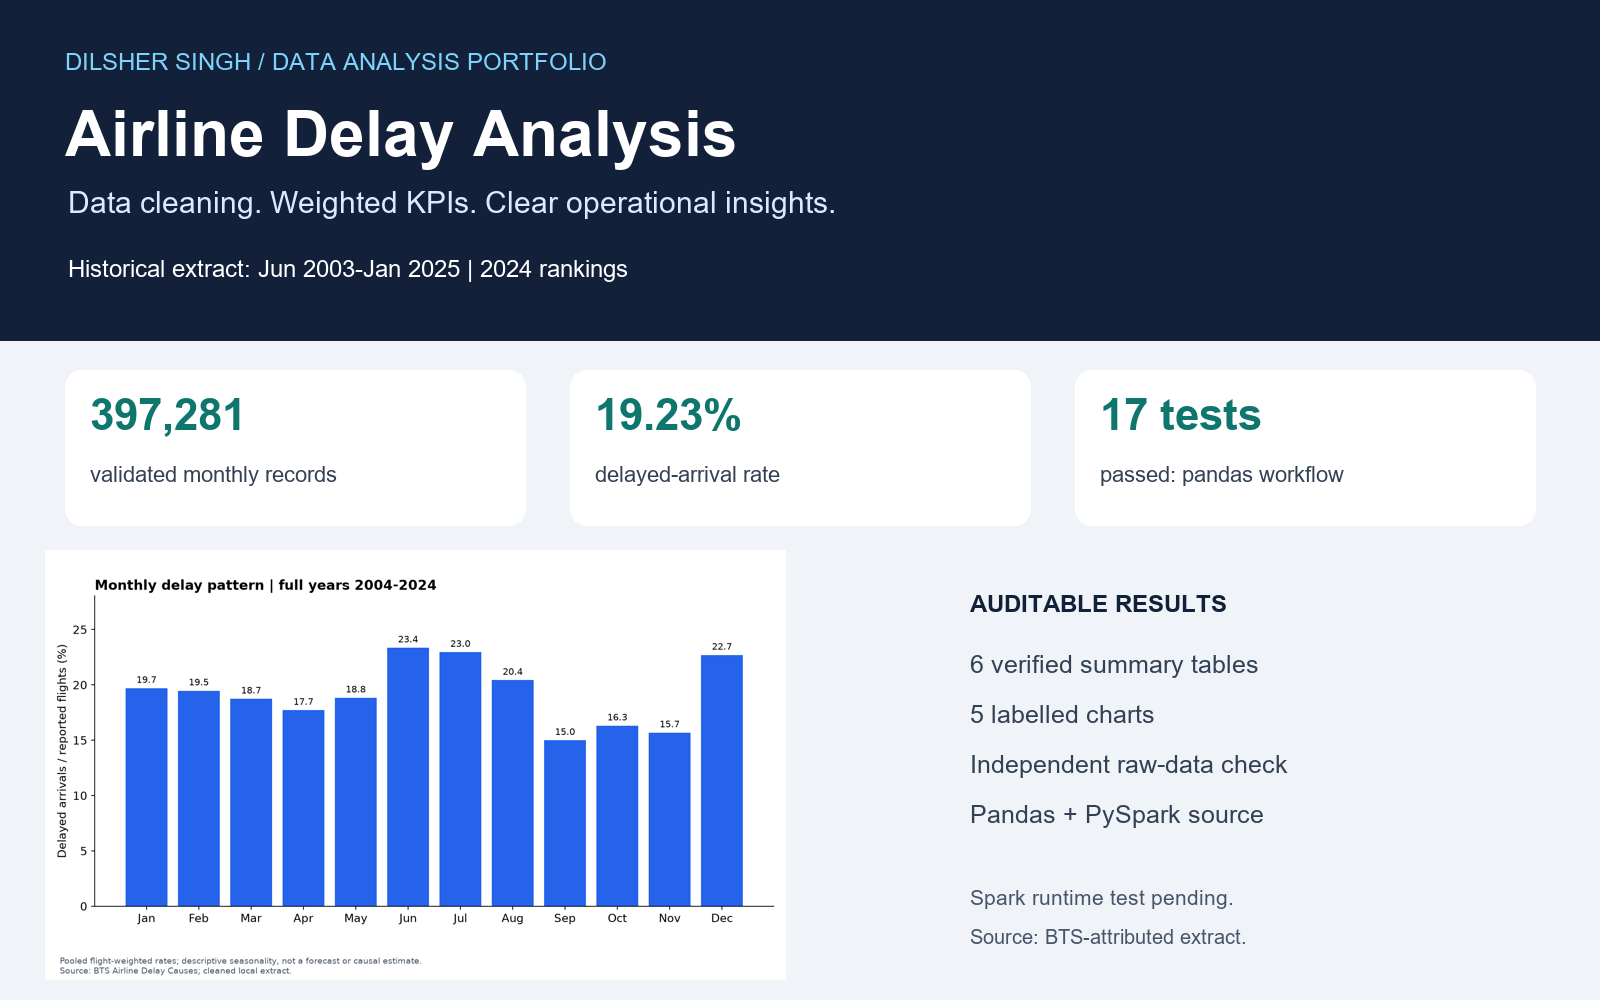 DILSHER SINGH / DATA ANALYSIS PORTFOLIO
Airline Delay Analysis
Data cleaning. Weighted KPIs. Clear operational insights.
Historical extract: Jun 2003-Jan 2025 | 2024 rankings
397,281
validated monthly records
19.23%
delayed-arrival rate
17 tests
passed: pandas workflow
Monthly delay pattern | full years 2004-2024
Delayed arrivals / reported flights (%)
25
20
15
10
5
0
19.7
19.5
18.7
17.7
18.8
23.4
23.0
20.4
15.0
16.3
15.7
22.7
Jan Feb Mar Apr May Jun Jul Aug Sep Oct Nov Dec
Pooled flight-weighted rates; descriptive seasonality, not a forecast or causal estimate.
Source: BTS Airline Delay Causes; cleaned local extract.
AUDITABLE RESULTS
6 verified summary tables
5 labelled charts
Independent raw-data check
Pandas + PySpark source
Spark runtime test pending.
Source: BTS-attributed extract.